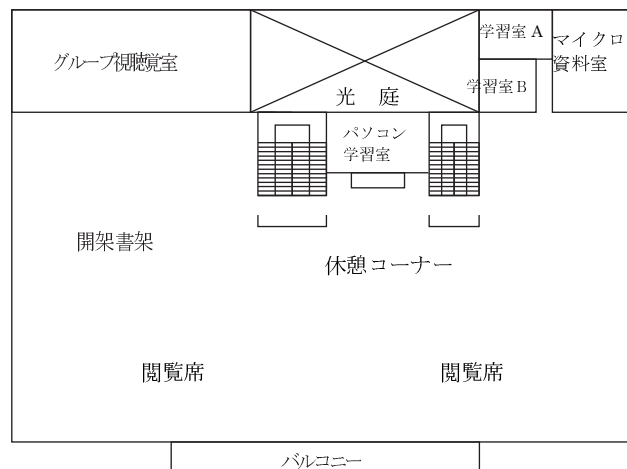 学習室 A
マイクロ
資料室
グループ視聴覚室
学習室 B
光 庭
パソコン
学習室
開架書架
休憩コーナー
閲覧席
閲覧席
バルコニー